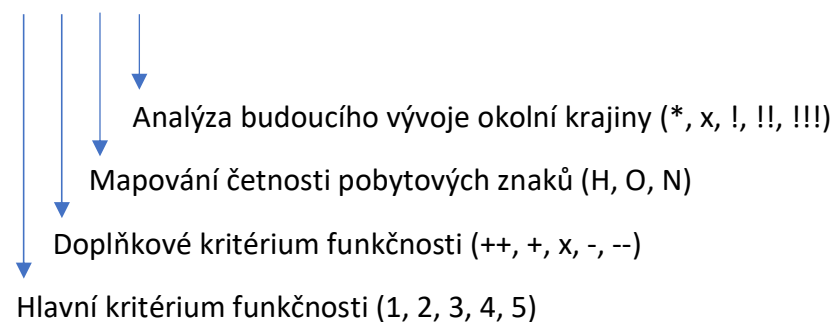 Analýza budoucího vývoje okolní krajiny (*, x, !, !!, !!!)
Mapování četnosti pobytových znaků (H, O, N)
Doplňkové kritérium funkčnosti (++, +, x, -, --)
Hlavní kritérium funkčnosti (1, 2, 3, 4, 5)